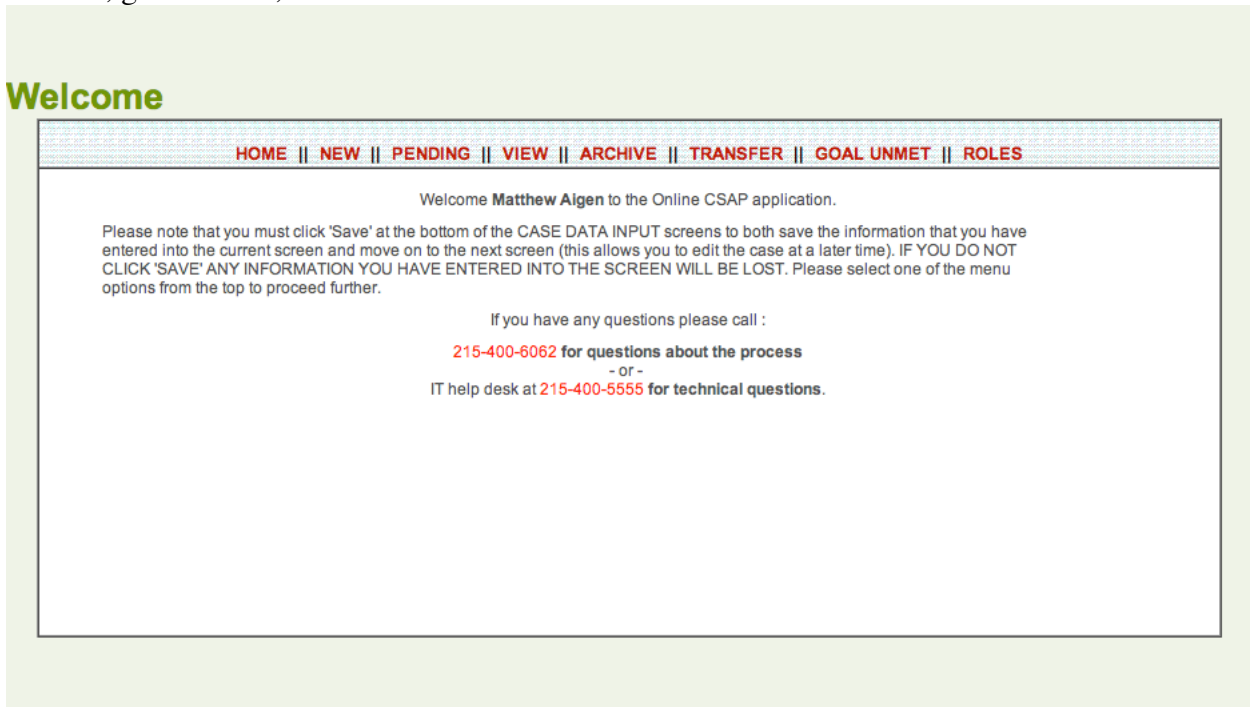 Welcome
HOME || NEW || PENDING || VIEW || ARCHIVE || TRANSFER || GOAL UNMET || ROLES
Welcome Matthew Aigen to the Online CSAP application.
Please note that you must click 'Save' at the bottom of the CASE DATA INPUT screens to both save the information that you have
entered into the current screen and move on to the next screen (this allows you to edit the case at a later time). IF YOU DO NOT
CLICK 'SAVE' ANY INFORMATION YOU HAVE ENTERED INTO THE SCREEN WILL BE LOST. Please select one of the menu
options from the top to proceed further.
If you have any questions please call :
215-400-6062 for questions about the process
- or -
IT help desk at 215-400-5555 for technical questions.